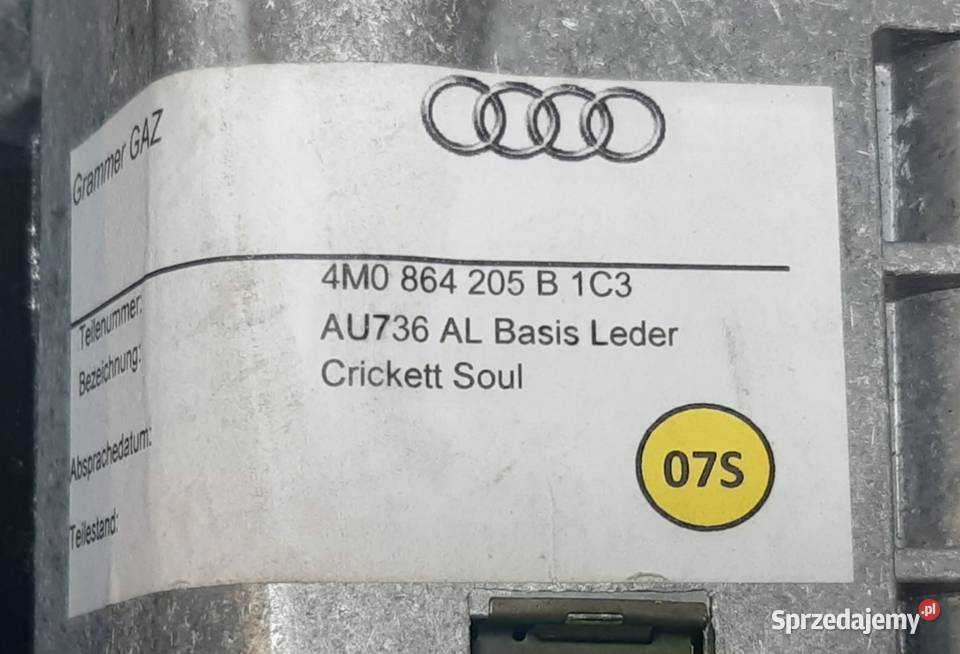 Grammer GAZ
Teilenummer: 4M0 864 205 B 1C3
Bezeichnung: AU736 AL Basis Leder
Crickett Soul
Absprachedatum:
07S
Teilestand:
Sprzedajemy.pl